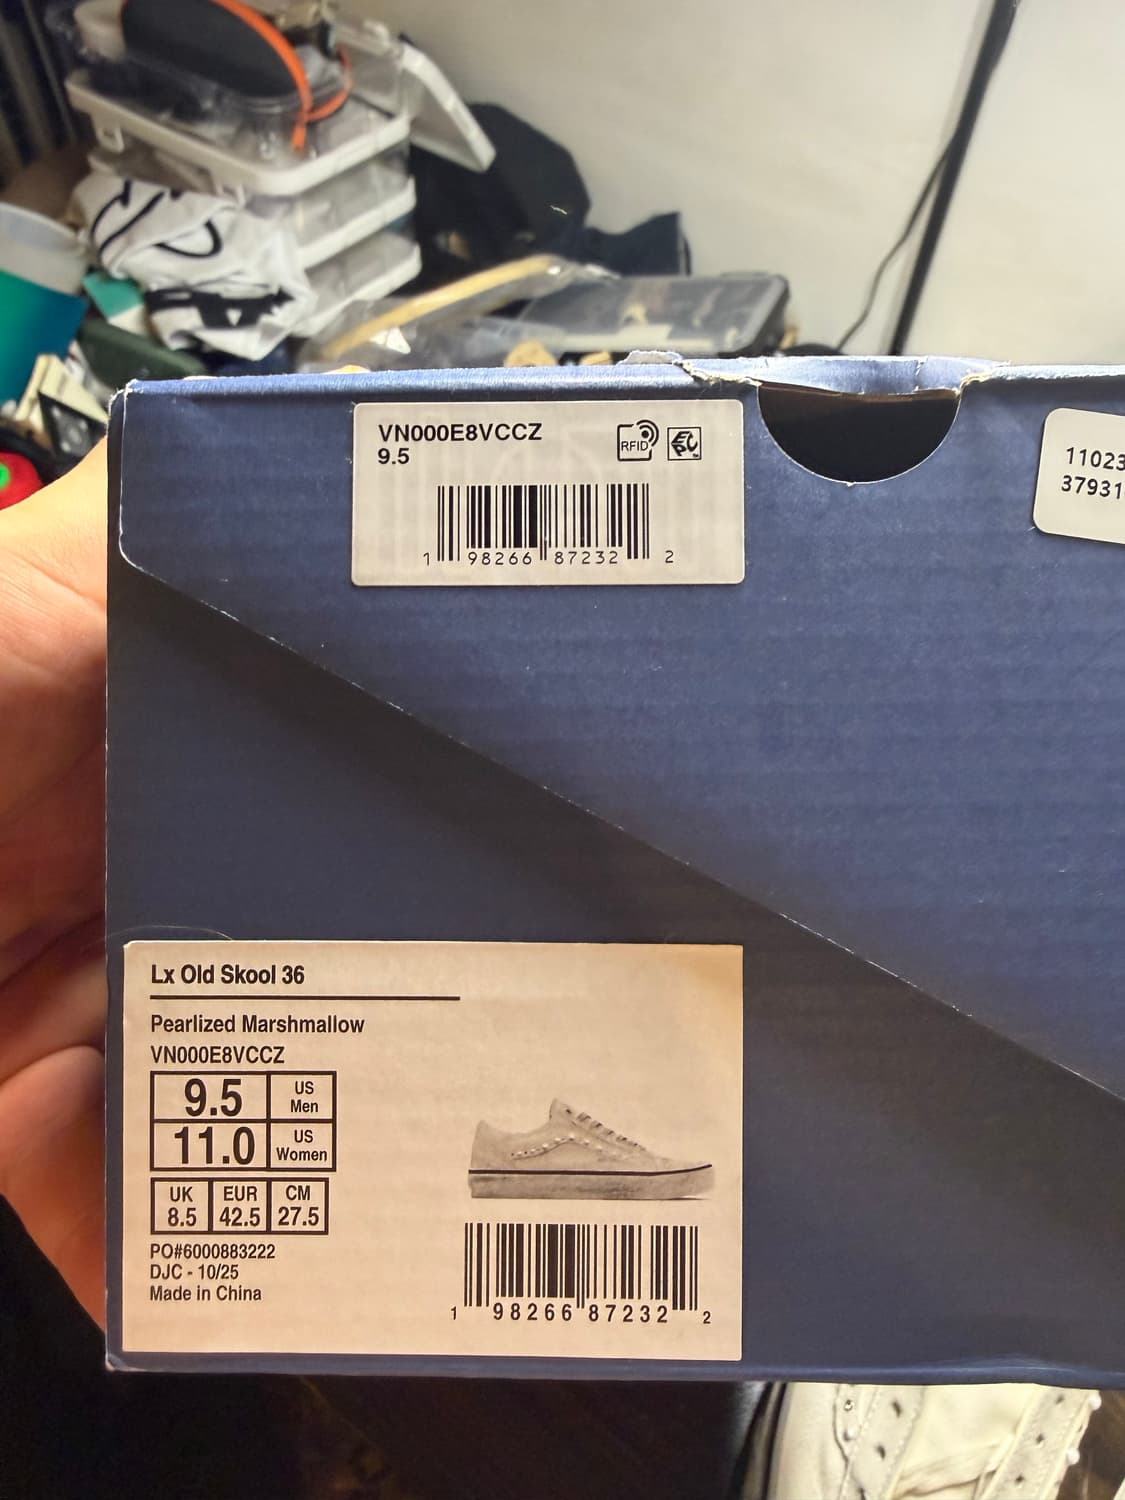 VN000E8VCCZ
9.5
RFID
EPC
1 98266 87232 2
11023
37931
Lx Old Skool 36
Pearlized Marshmallow
VN000E8VCCZ
9.5 US Men
11.0 US Women
UK EUR CM
8.5 42.5 27.5
PO#6000883222
DJC - 10/25
Made in China
1 98266 87232 2